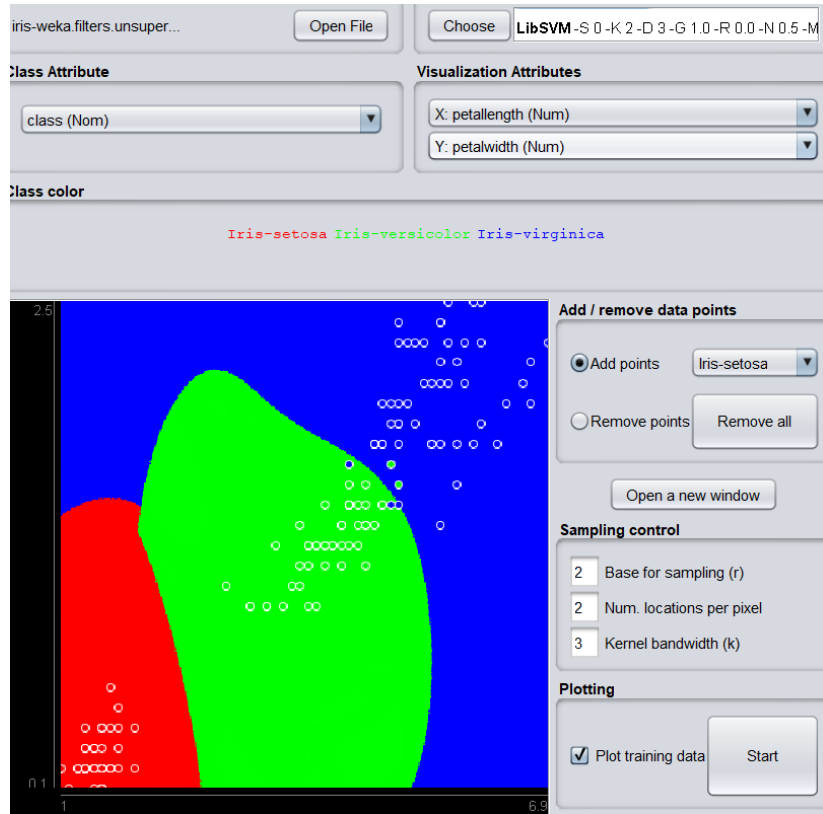 iris-weka.filters.unsuper... Open File Choose LibSVM -S 0 -K 2 -D 3 -G 1.0 -R 0.0 -N 0.5 -M
Class Attribute
Visualization Attributes
class (Nom)
X: petallength (Num)
Y: petalwidth (Num)
Class color
Iris-setosa Iris-versicolor Iris-virginica
2.5
0.1
1
6.9
Add / remove data points
Add points Iris-setosa
Remove points Remove all
Open a new window
Sampling control
2 Base for sampling (r)
2 Num. locations per pixel
3 Kernel bandwidth (k)
Plotting
Plot training data Start